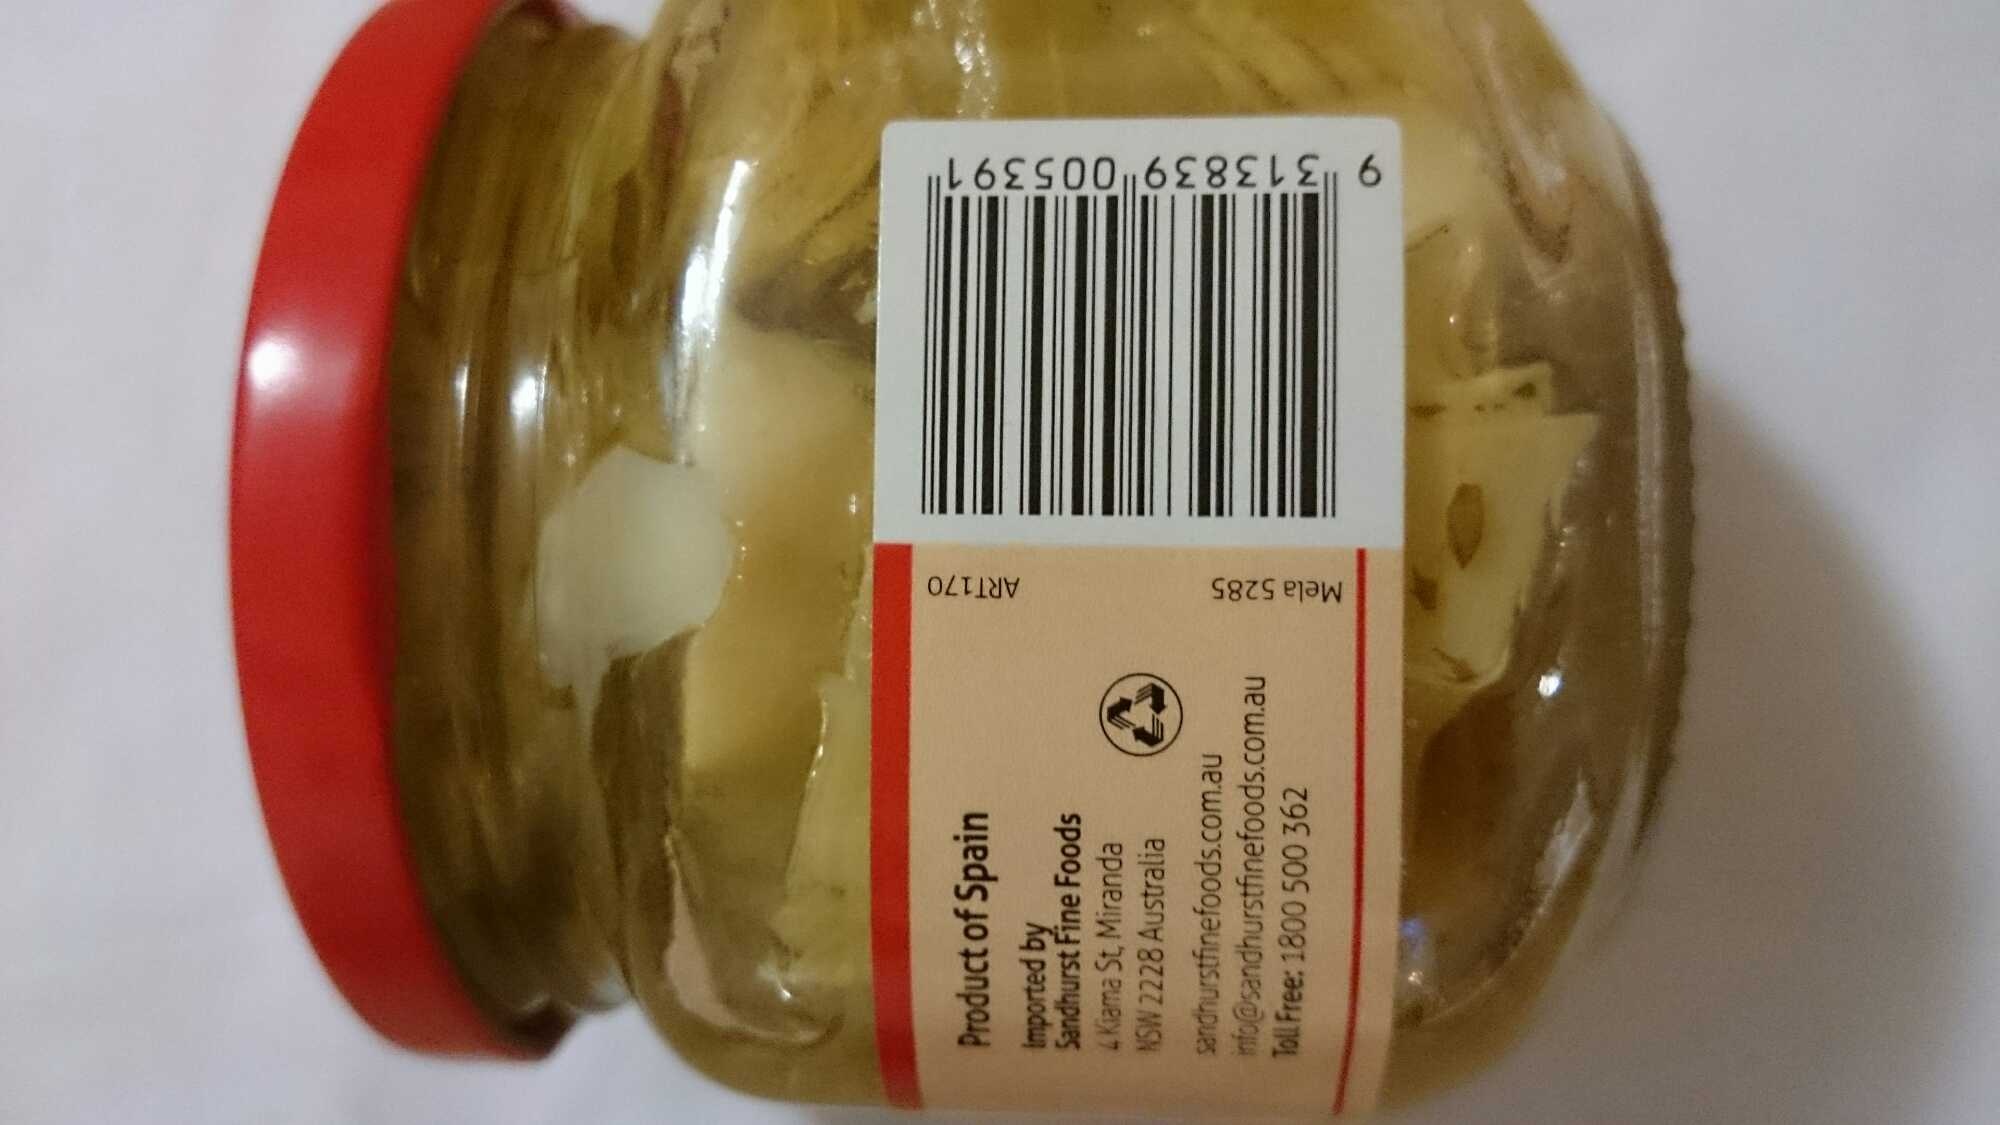 Product of Spain
Imported by
Sandhurst Fine Foods
4 Kiama St, Miranda
NSW 2228 Australia
sandhurstfinefoods.com.au
info@sandhurstfinefoods.com.au
Toll Free: 1800 500 362
ART170
Mela 5285
9 313839 005391